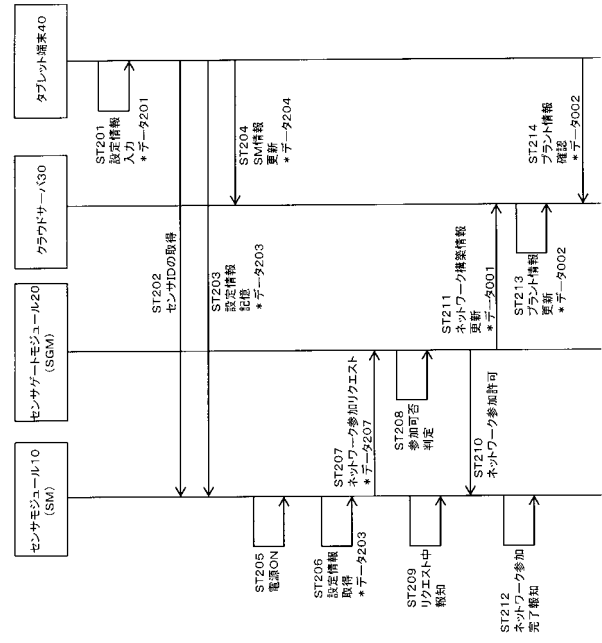 センサモジュール10
(SM)
センサゲートモジュール20
(SGM)
クラウドサーバ30
タブレット端末40
ST201
設定情報
入力
*データ201
ST202
センサIDの取得
ST203
設定情報
記憶
*データ203
ST204
SM情報
更新
*データ204
ST205
電源ON
ST206
設定情報
取得
*データ203
ST207
ネットワーク参加リクエスト
*データ207
ST208
参加可否
判定
ST209
リクエスト中
報知
ST210
ネットワーク参加許可
ST211
ネットワーク構築情報
更新
*データ001
ST212
ネットワーク参加
完了報知
ST213
プラント情報
更新
*データ002
ST214
プラント情報
確認
*データ002